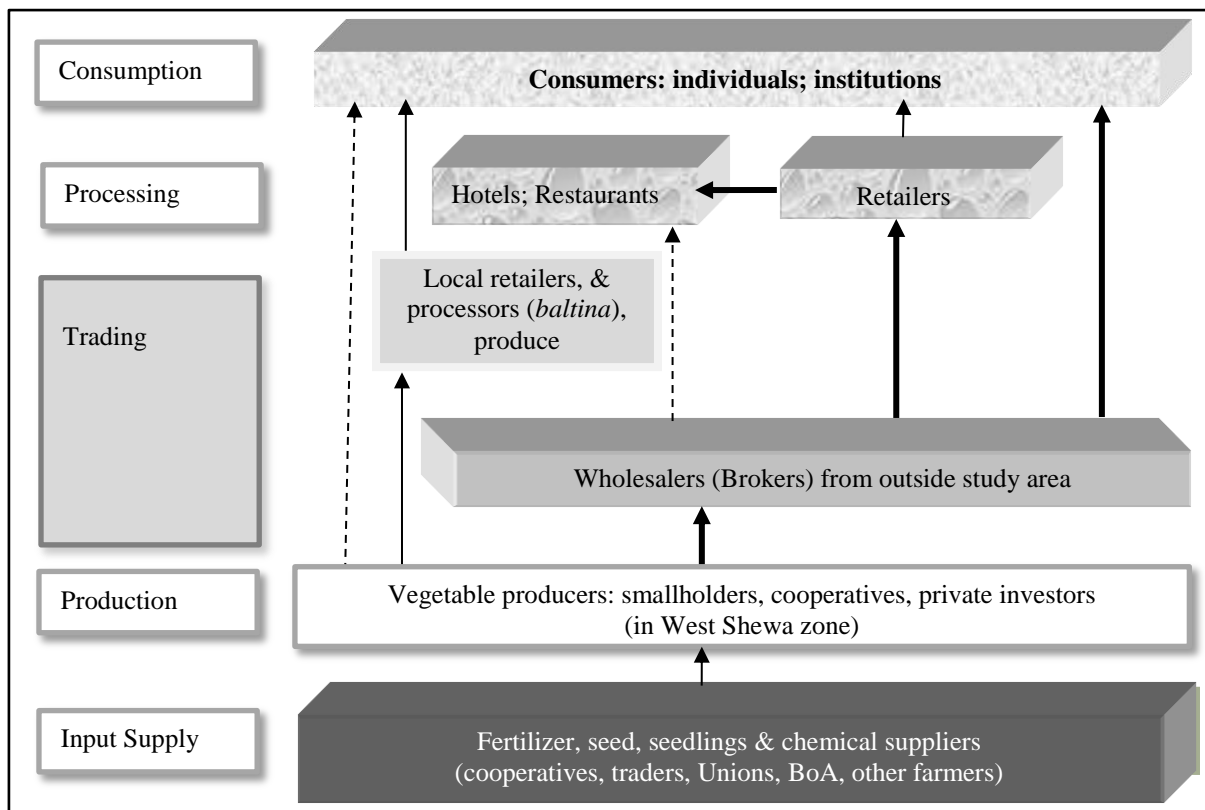 Consumption
Consumers: individuals; institutions
Processing
Hotels; Restaurants
Retailers
Local retailers, &
processors (baltina),
produce
Trading
Wholesalers (Brokers) from outside study area
Production
Vegetable producers: smallholders, cooperatives, private investors
(in West Shewa zone)
Input Supply
Fertilizer, seed, seedlings & chemical suppliers
(cooperatives, traders, Unions, BoA, other farmers)